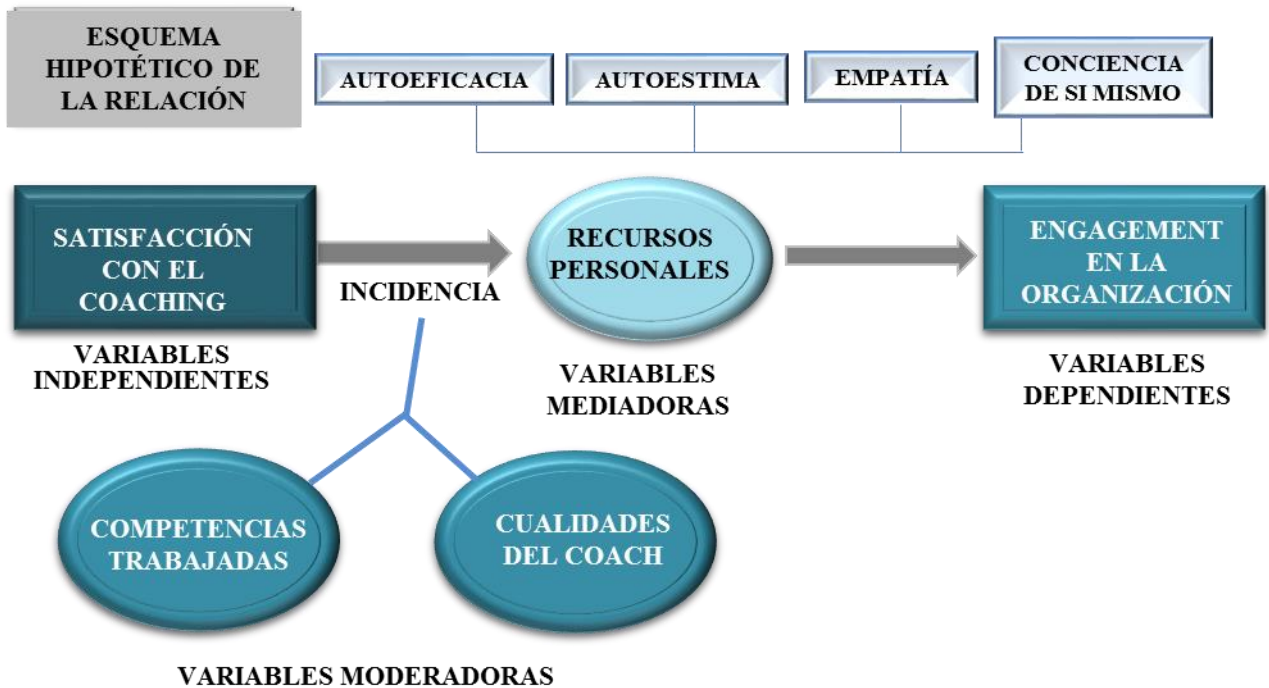 ESQUEMA
HIPOTÉTICO DE
LA RELACIÓN
AUTOEFICACIA
AUTOESTIMA
EMPATÍA
CONCIENCIA
DE SI MISMO
SATISFACCIÓN
CON EL
COACHING
INCIDENCIA
RECURSOS
PERSONALES
ENGAGEMENT
EN LA
ORGANIZACIÓN
VARIABLES
INDEPENDIENTES
VARIABLES
MEDIADORAS
VARIABLES
DEPENDIENTES
COMPETENCIAS
TRABAJADAS
CUALIDADES
DEL COACH
VARIABLES MODERADORAS